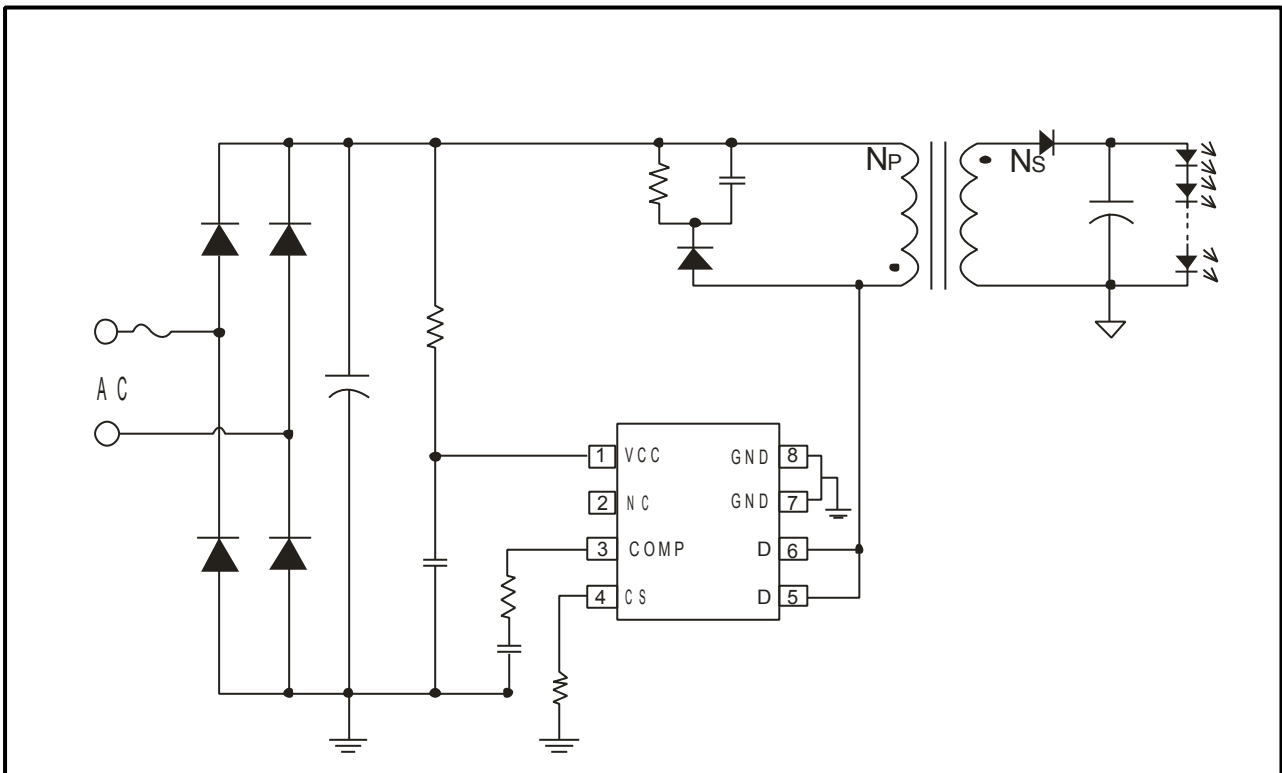 NP
NS
AC
1 VCC GND 8
2 NC GND 7
3 COMP D 6
4 CS D 5